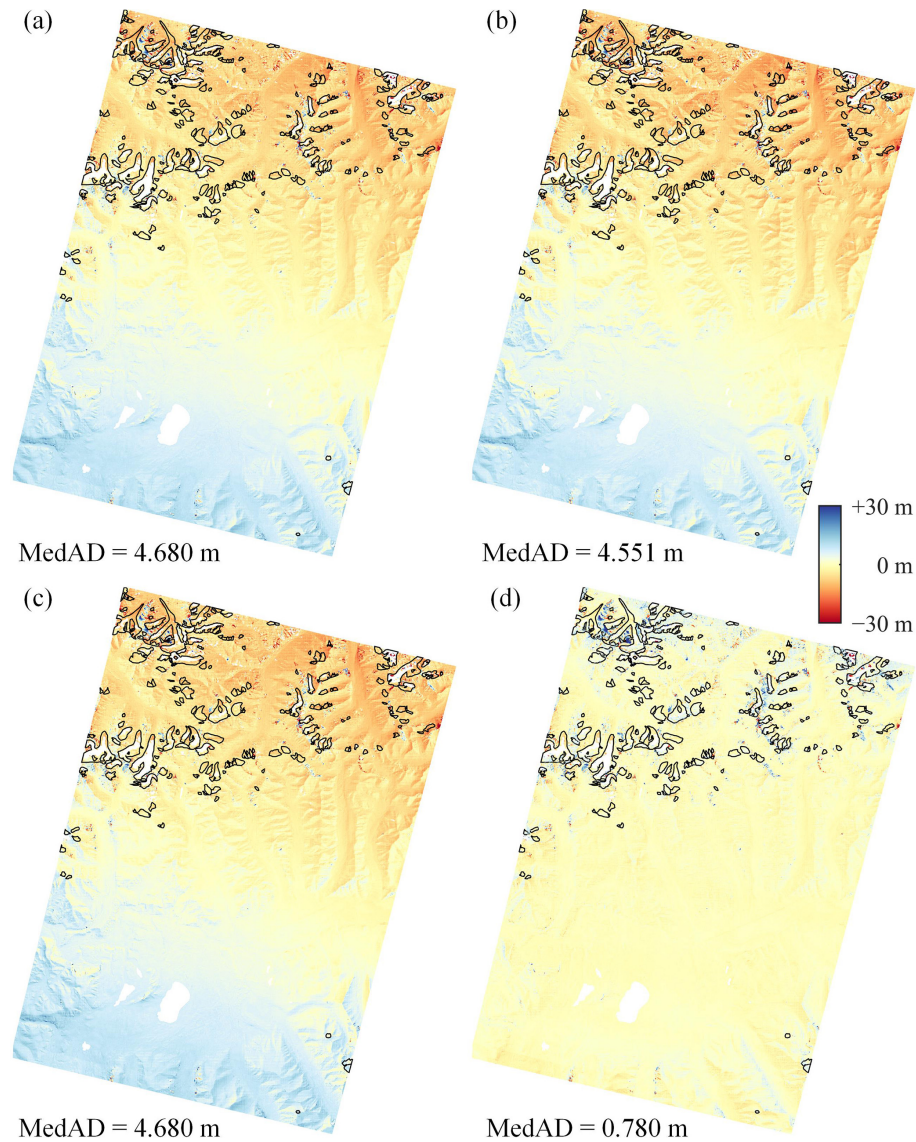 (a)
(b)
MedAD = 4.680 m
MedAD = 4.551 m
+30 m
0 m
−30 m
(c)
(d)
MedAD = 4.680 m
MedAD = 0.780 m